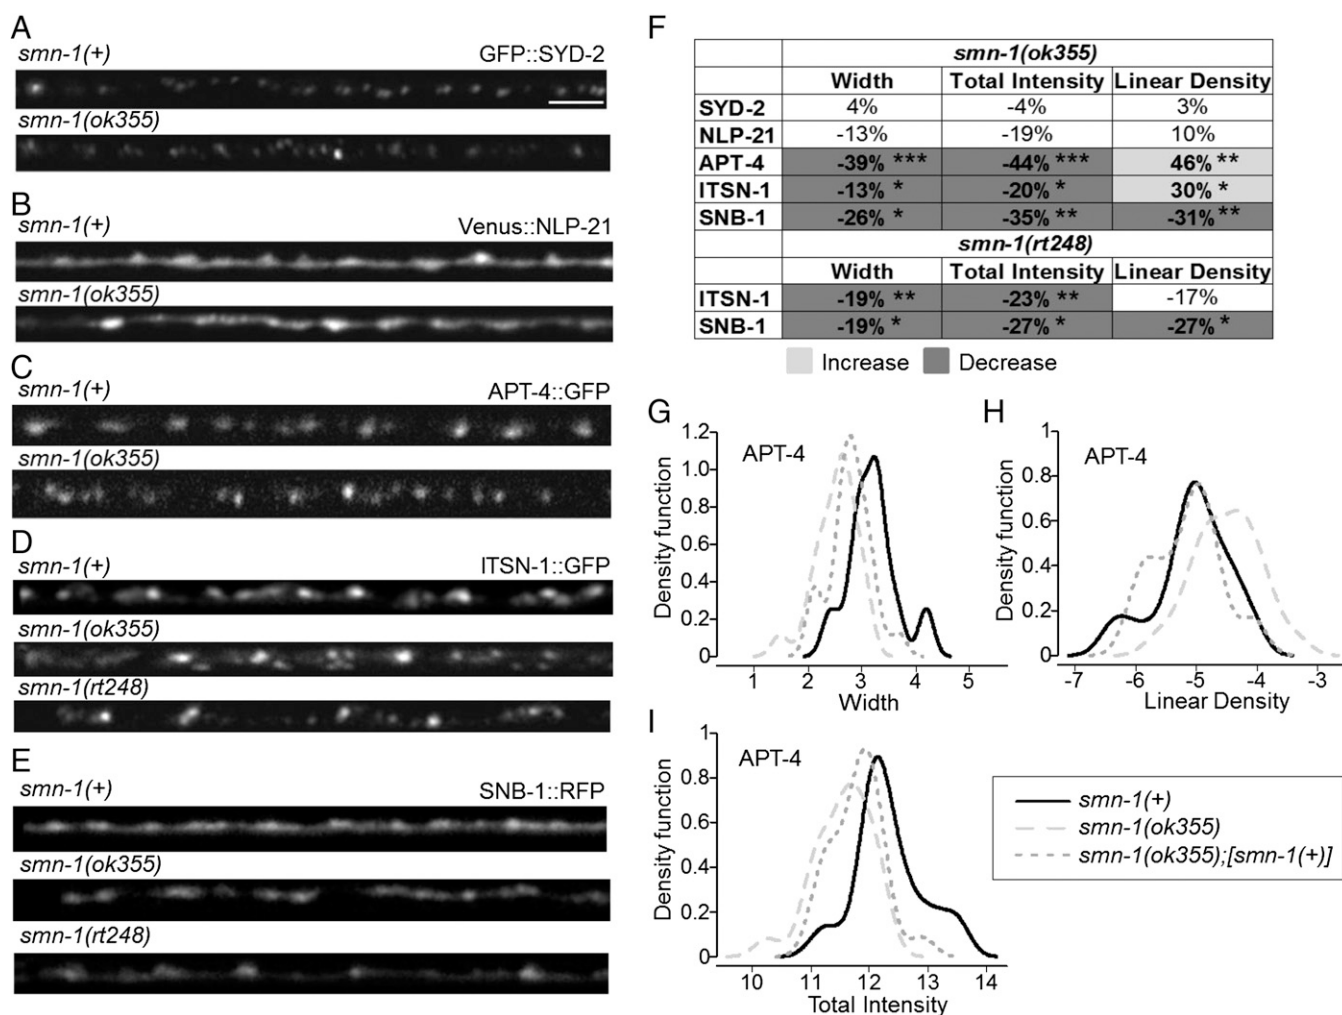 A
smn-1(+) GFP::SYD-2
smn-1(ok355)
B
smn-1(+) Venus::NLP-21
smn-1(ok355)
C
smn-1(+) APT-4::GFP
smn-1(ok355)
D
smn-1(+) ITSN-1::GFP
smn-1(ok355)
smn-1(rt248)
E
smn-1(+) SNB-1::RFP
smn-1(ok355)
smn-1(rt248)
F
smn-1(ok355)
Width Total Intensity Linear Density
SYD-2 4% -4% 3%
NLP-21 -13% -19% 10%
APT-4 -39% *** -44% *** 46% **
ITSN-1 -13% * -20% * 30% *
SNB-1 -26% * -35% ** -31% **
smn-1(rt248)
Width Total Intensity Linear Density
ITSN-1 -19% ** -23% ** -17%
SNB-1 -19% * -27% * -27% *
Increase Decrease
G
APT-4
Density function
1.2
1.0
0.8
0.6
0.4
0.2
0
1 2 3 4 5
Width
H
APT-4
Density function
1
0.8
0.6
0.4
0.2
0
-7 -6 -5 -4 -3
Linear Density
I
APT-4
Density function
1
0.8
0.6
0.4
0.2
0
10 11 12 13 14
Total Intensity
smn-1(+)
smn-1(ok355)
smn-1(ok355);[smn-1(+)]